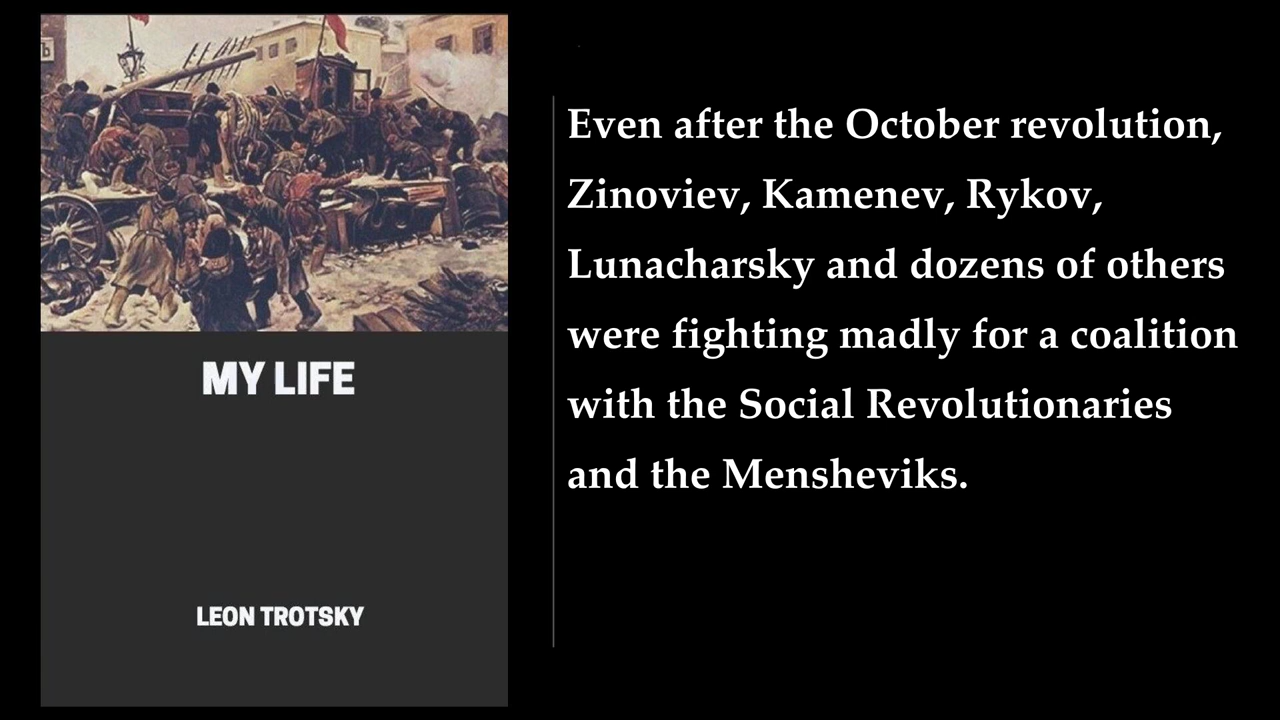 MY LIFE
LEON TROTSKY
Even after the October revolution,
Zinoviev, Kamenev, Rykov,
Lunacharsky and dozens of others
were fighting madly for a coalition
with the Social Revolutionaries
and the Mensheviks.